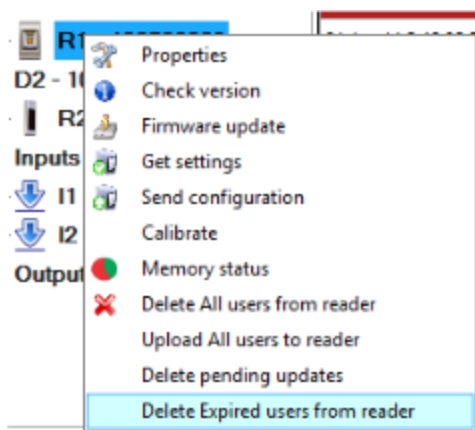 R1
Properties
D2 - 10
Check version
R2
Firmware update
Inputs
Get settings
I1
Send configuration
I2
Calibrate
Output
Memory status
Delete All users from reader
Upload All users to reader
Delete pending updates
Delete Expired users from reader